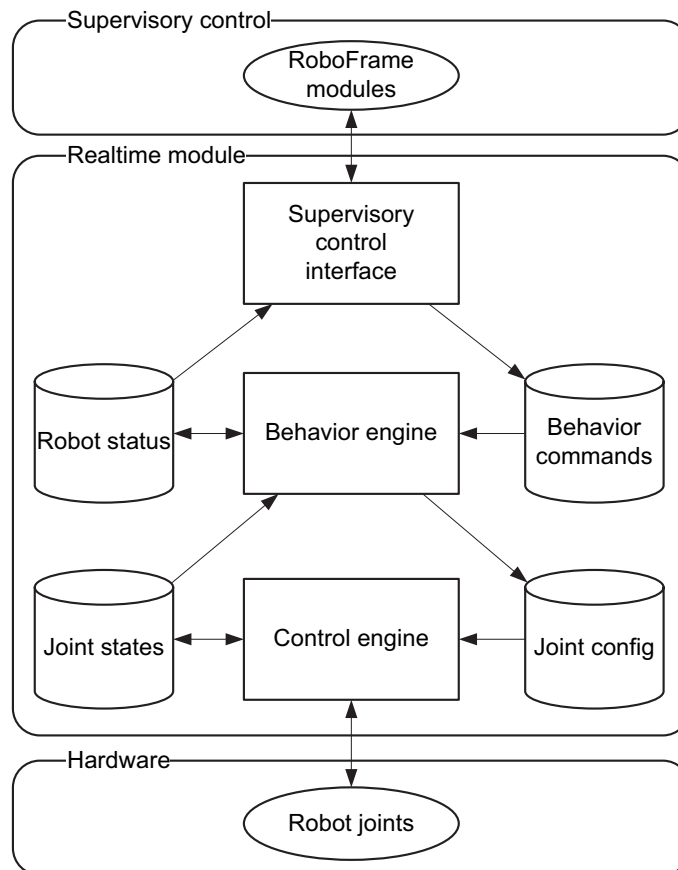 Supervisory control
RoboFrame
modules
Realtime module
Supervisory
control
interface
Robot status
Behavior engine
Behavior
commands
Joint states
Control engine
Joint config
Hardware
Robot joints